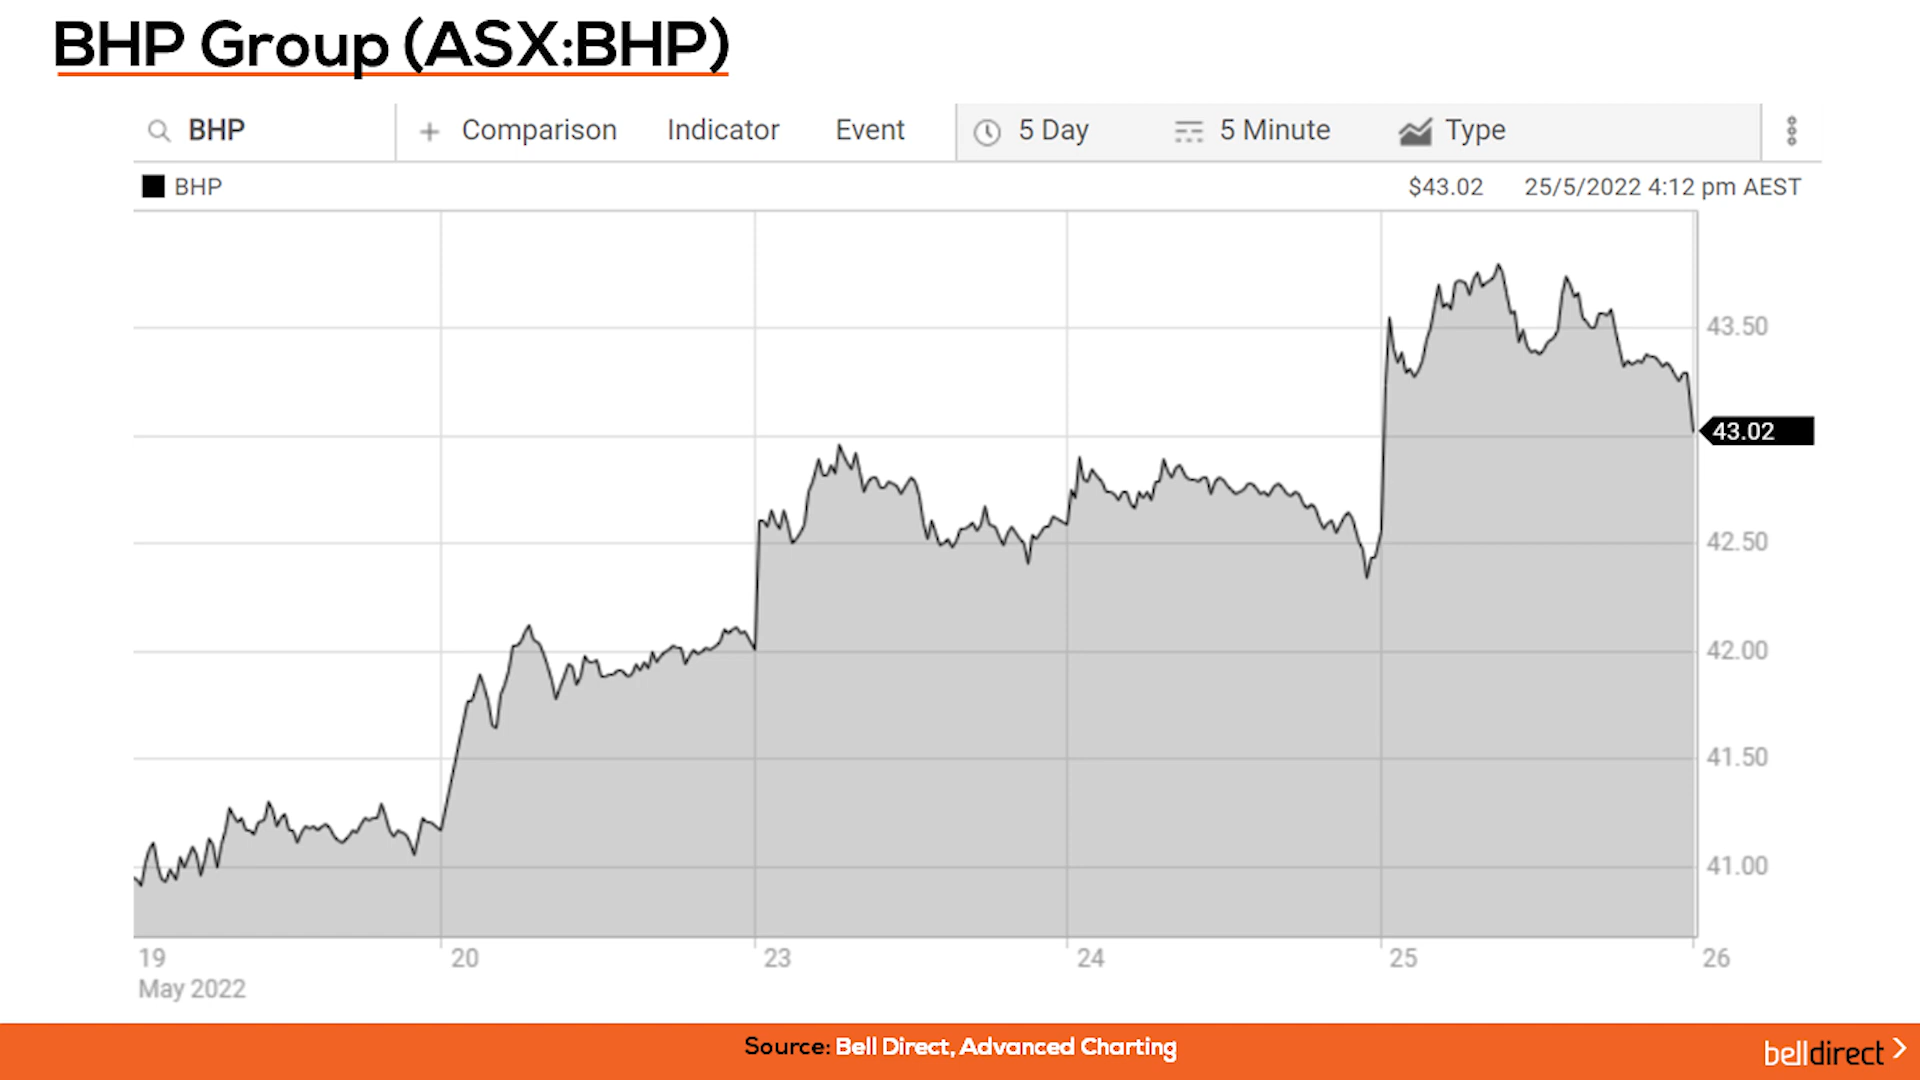 BHP Group (ASX:BHP)
BHP + Comparison Indicator Event 5 Day 5 Minute Type
BHP $43.02 25/5/2022 4:12 pm AEST
43.50
43.02
42.50
42.00
41.50
41.00
19 20 23 24 25 26
May 2022
Source: Bell Direct, Advanced Charting
belldirect